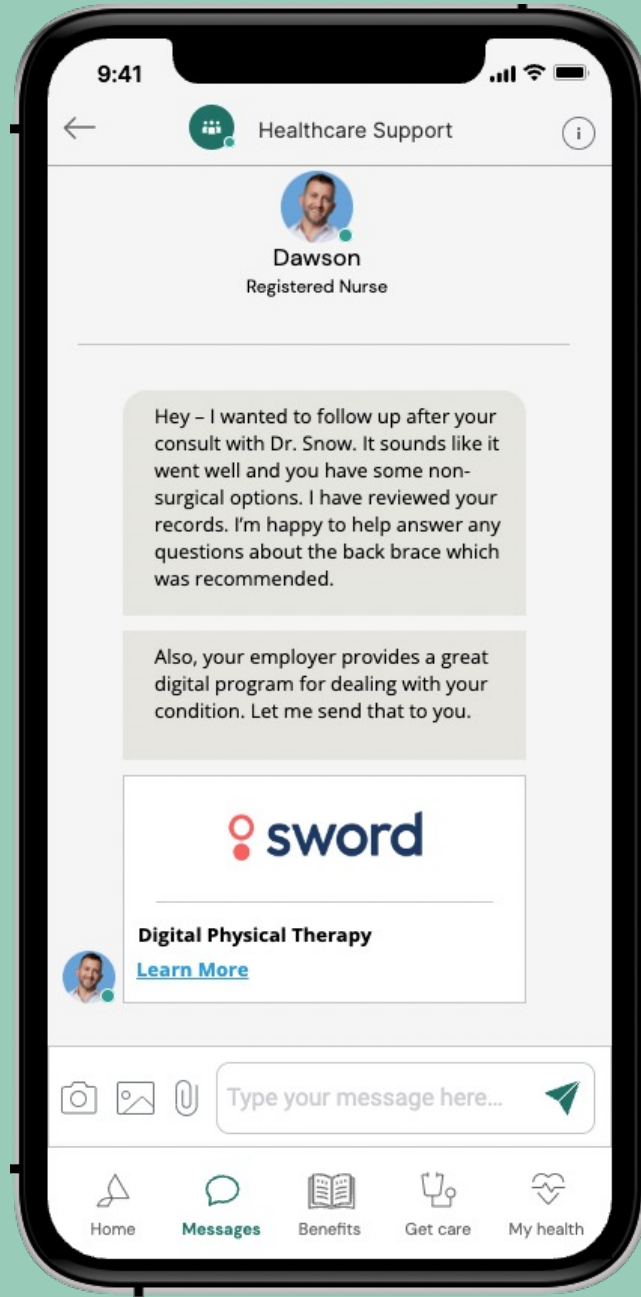 9:41
Healthcare Support
i
Dawson
Registered Nurse
Hey – I wanted to follow up after your
consult with Dr. Snow. It sounds like it
went well and you have some non-
surgical options. I have reviewed your
records. I'm happy to help answer any
questions about the back brace which
was recommended.
Also, your employer provides a great
digital program for dealing with your
condition. Let me send that to you.
sword
Digital Physical Therapy
Learn More
Type your message here...
Home Messages Benefits Get care My health